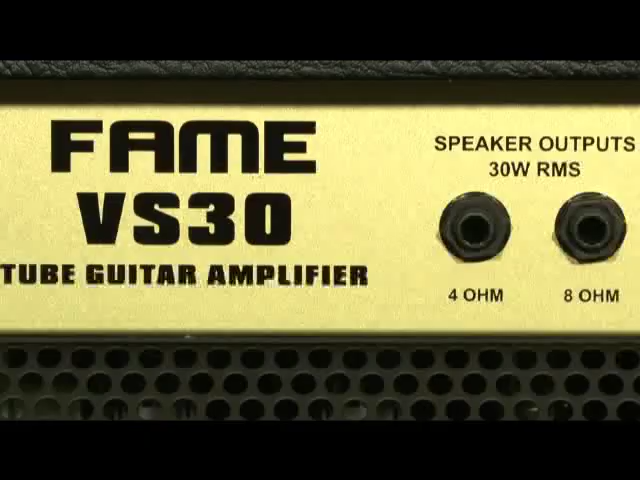 FAME
VS30
TUBE GUITAR AMPLIFIER
SPEAKER OUTPUTS
30W RMS
4 OHM
8 OHM